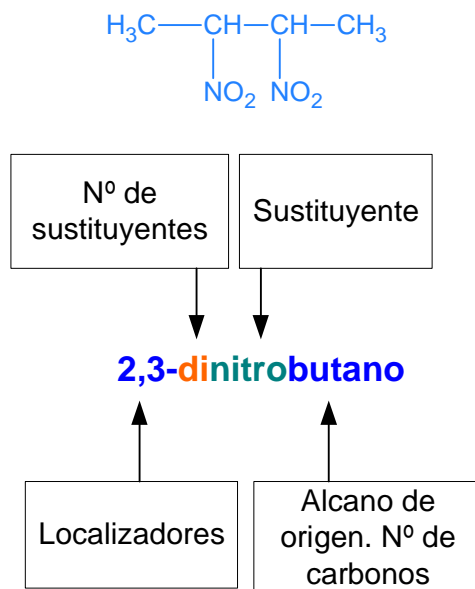 H₃C—CH—CH—CH₃
NO₂ NO₂
Nº de
sustituyentes
Sustituyente
2,3-dinitrobutano
Localizadores
Alcano de
origen. Nº de
carbonos